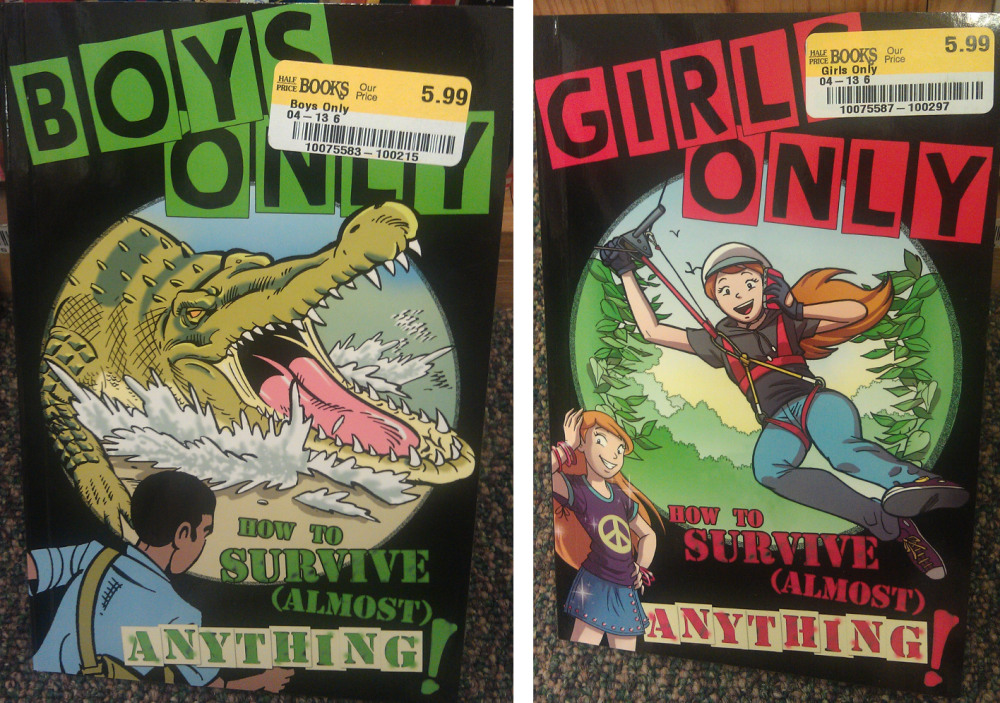 BOYS
ONLY
HALF PRICE BOOKS Our Price 5.99
Boys Only
04-13 6
10075583-100215
HOW TO
SURVIVE
(ALMOST)
ANYTHING!
GIRLS
ONLY
HALF PRICE BOOKS Our Price 5.99
Girls Only
04-13 6
10075587-100297
HOW TO
SURVIVE
(ALMOST)
ANYTHING!